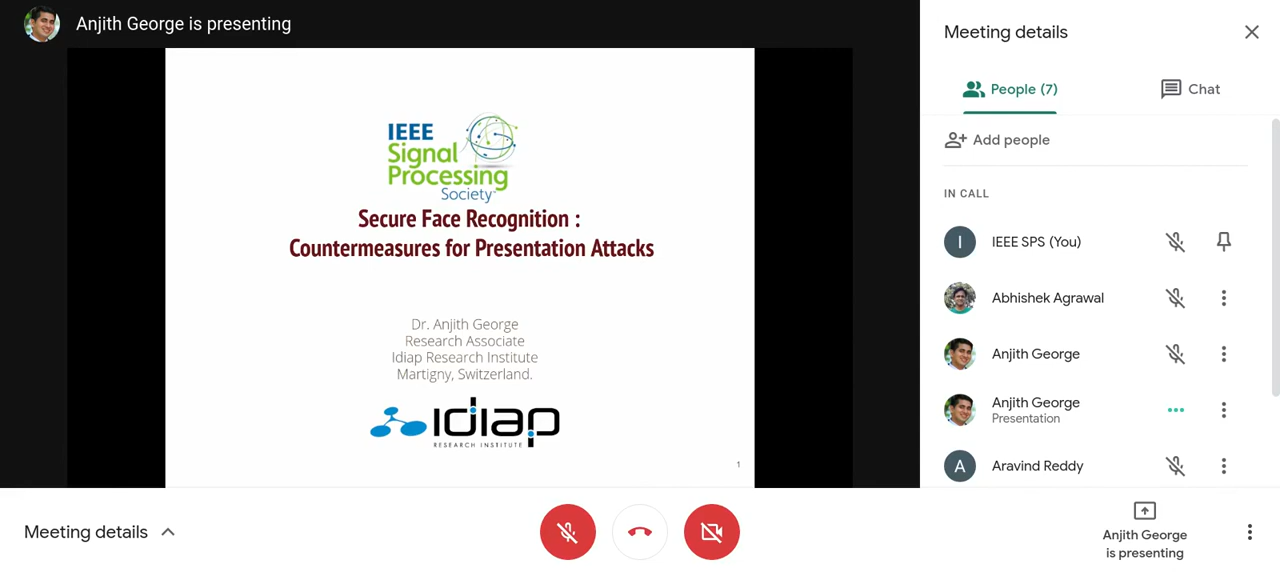 Anjith George is presenting
IEEE
Signal
Processing
Society
Secure Face Recognition :
Countermeasures for Presentation Attacks
Dr. Anjith George
Research Associate
Idiap Research Institute
Martigny, Switzerland.
idiap
RESEARCH INSTITUTE
1
Meeting details
People (7)
Chat
Add people
IN CALL
I
IEEE SPS (You)
Abhishek Agrawal
Anjith George
Anjith George
Presentation
A
Aravind Reddy
Meeting details
Anjith George
is presenting